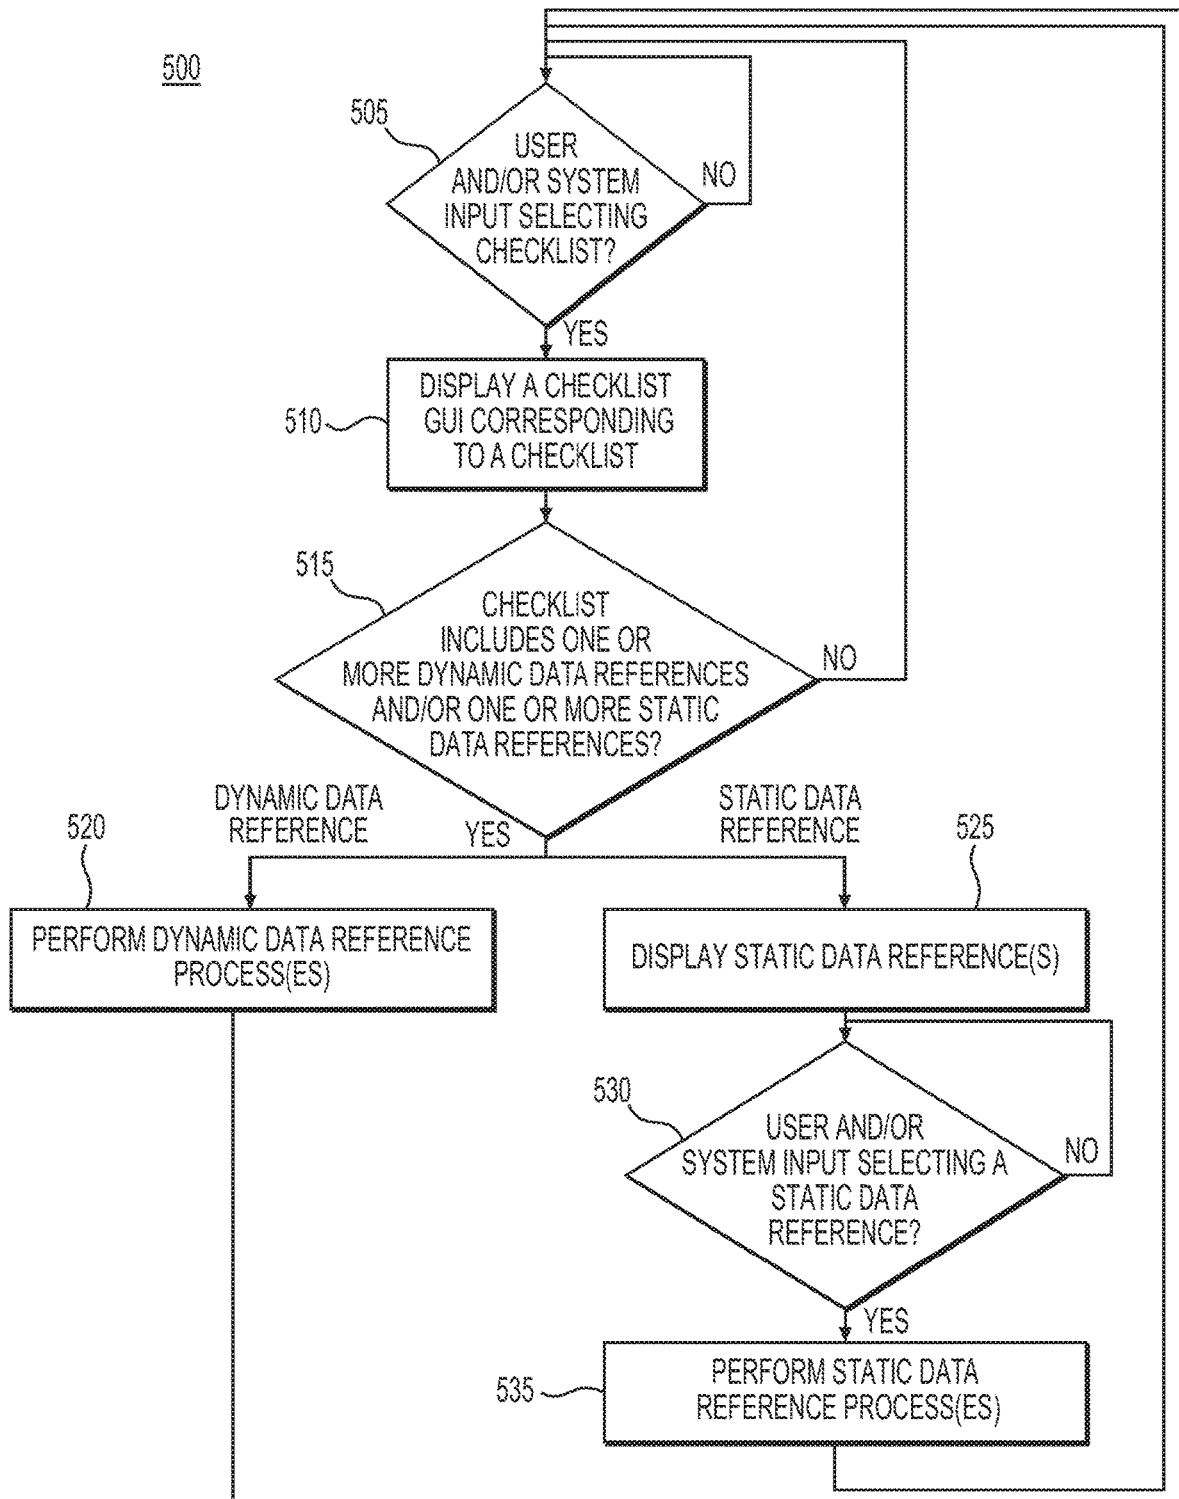 500
505
USER
AND/OR SYSTEM
INPUT SELECTING
CHECKLIST?
NO
YES
510
DISPLAY A CHECKLIST
GUI CORRESPONDING
TO A CHECKLIST
515
CHECKLIST
INCLUDES ONE OR
MORE DYNAMIC DATA REFERENCES
AND/OR ONE OR MORE STATIC
DATA REFERENCES?
NO
DYNAMIC DATA
REFERENCE
YES
STATIC DATA
REFERENCE
520
PERFORM DYNAMIC DATA REFERENCE
PROCESS(ES)
525
DISPLAY STATIC DATA REFERENCE(S)
530
USER AND/OR
SYSTEM INPUT SELECTING A
STATIC DATA
REFERENCE?
NO
YES
535
PERFORM STATIC DATA
REFERENCE PROCESS(ES)